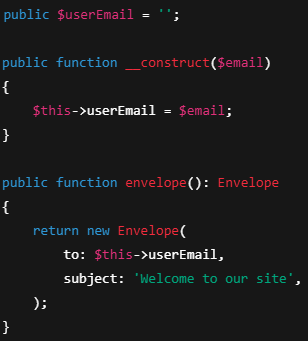 public $userEmail = '';
public function __construct($email)
{
$this->userEmail = $email;
}
public function envelope(): Envelope
{
return new Envelope(
to: $this->userEmail,
subject: 'Welcome to our site',
);
}